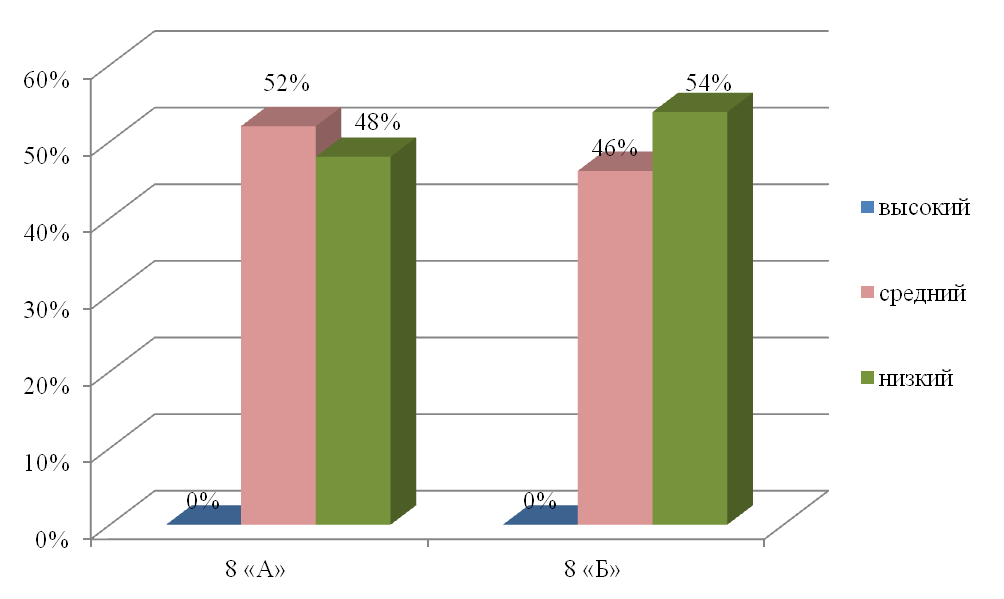 60%
50%
40%
30%
20%
10%
0%
52%
48%
0%
54%
46%
0%
8 «А»
8 «Б»
высокий
средний
низкий